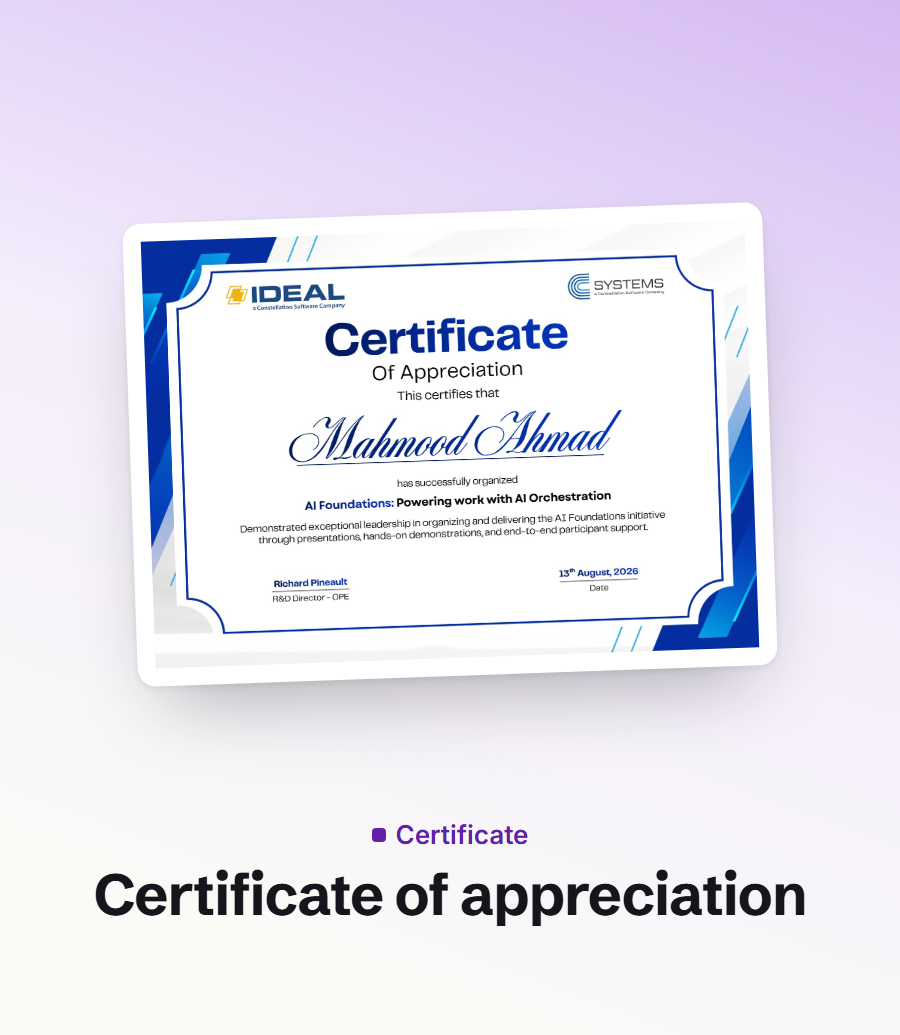 IDEAL
a Constellation Software Company
C SYSTEMS
a Constellation Software Company
Certificate
Of Appreciation
This certifies that
Mahmood Ahmad
has successfully organized
AI Foundations: Powering work with AI Orchestration
Demonstrated exceptional leadership in organizing and delivering the AI Foundations initiative
through presentations, hands-on demonstrations, and end-to-end participant support.
Richard Pineault
R&D Director - OPE
13th August, 2026
Date
Certificate
Certificate of appreciation